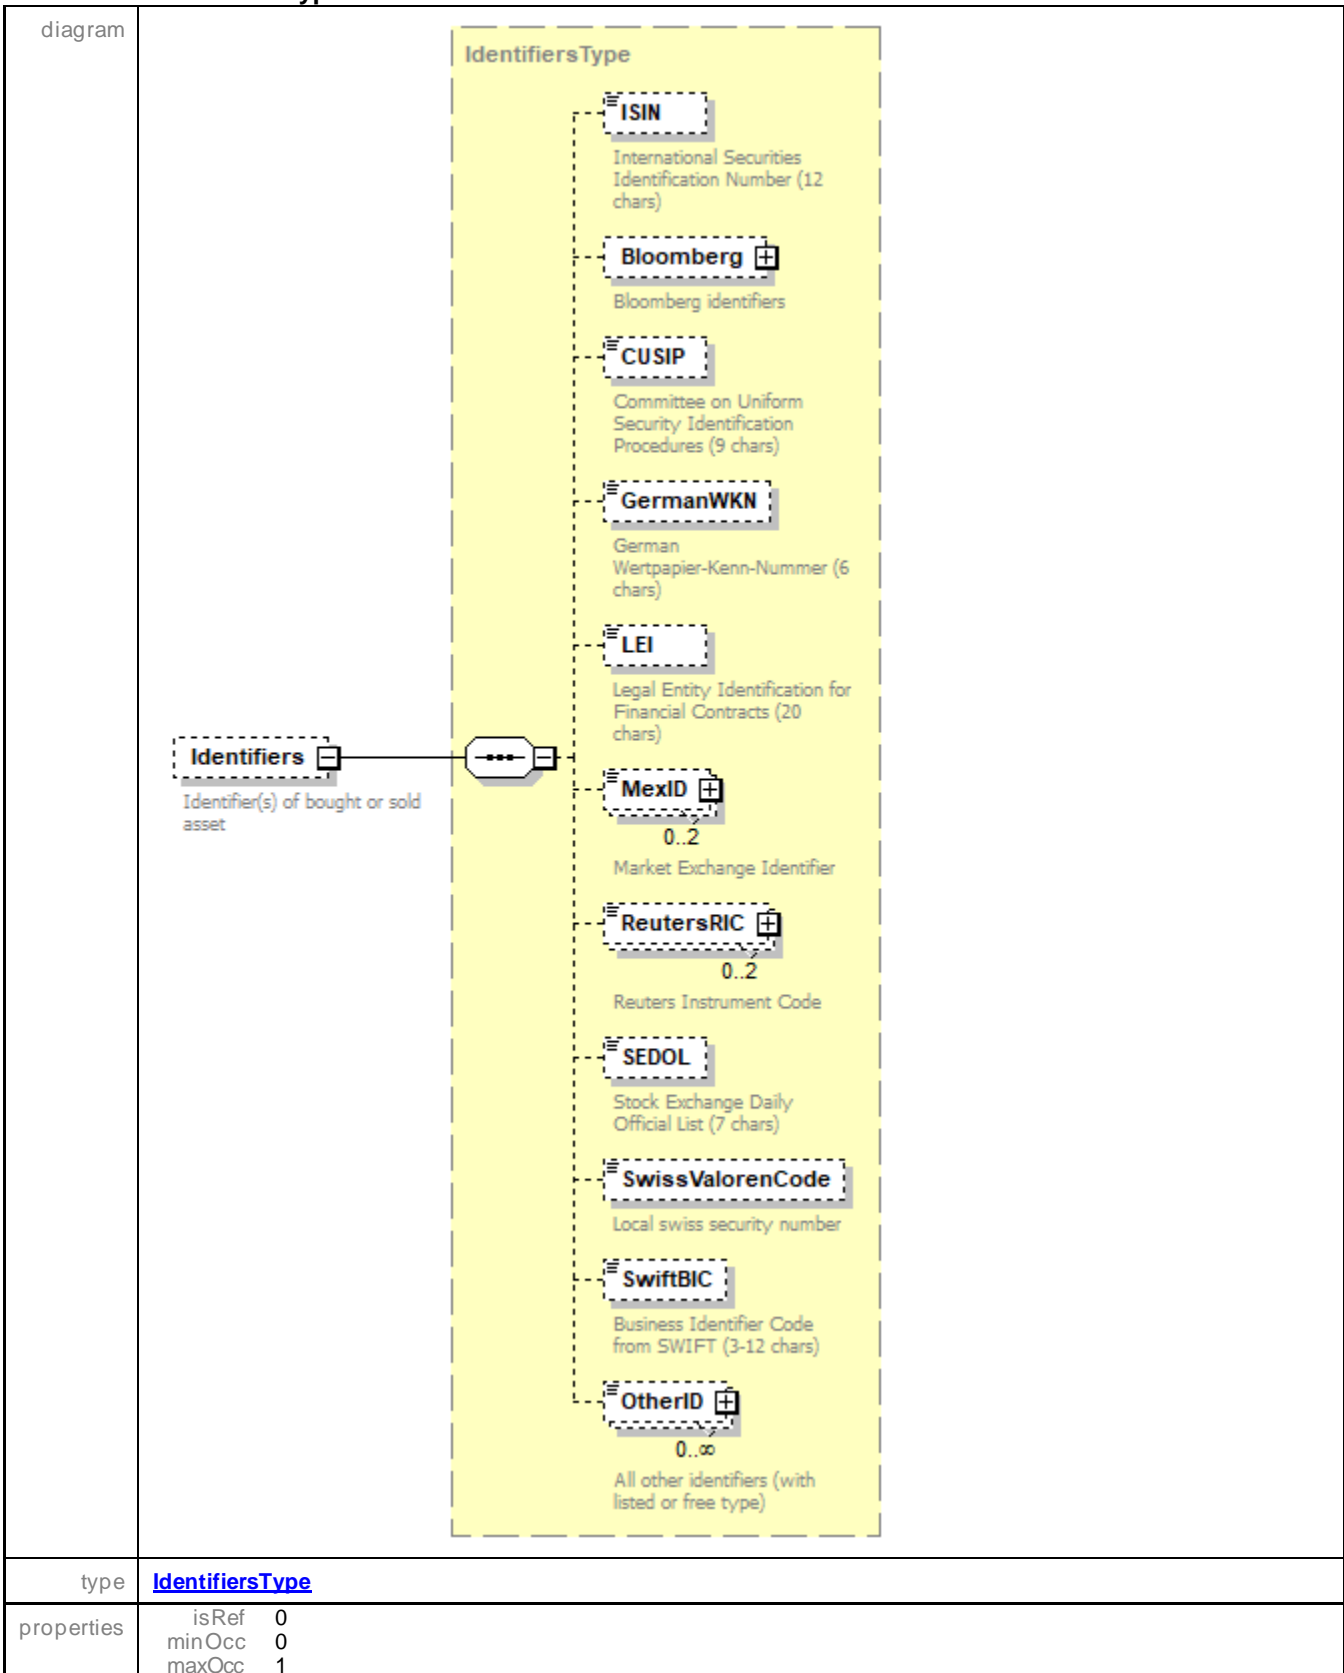 diagram
IdentifiersType
ISIN
International Securities
Identification Number (12
chars)
Bloomberg
Bloomberg identifiers
CUSIP
Committee on Uniform
Security Identification
Procedures (9 chars)
GermanWKN
German
Wertpapier-Kenn-Nummer (6
chars)
LEI
Legal Entity Identification for
Financial Contracts (20
chars)
Identifiers
Identifier(s) of bought or sold
asset
MexID
0..2
Market Exchange Identifier
ReutersRIC
0..2
Reuters Instrument Code
SEDOL
Stock Exchange Daily
Official List (7 chars)
SwissValorenCode
Local swiss security number
SwiftBIC
Business Identifier Code
from SWIFT (3-12 chars)
OtherID
0..∞
All other identifiers (with
listed or free type)
type IdentifiersType
properties isRef 0
minOcc 0
maxOcc 1